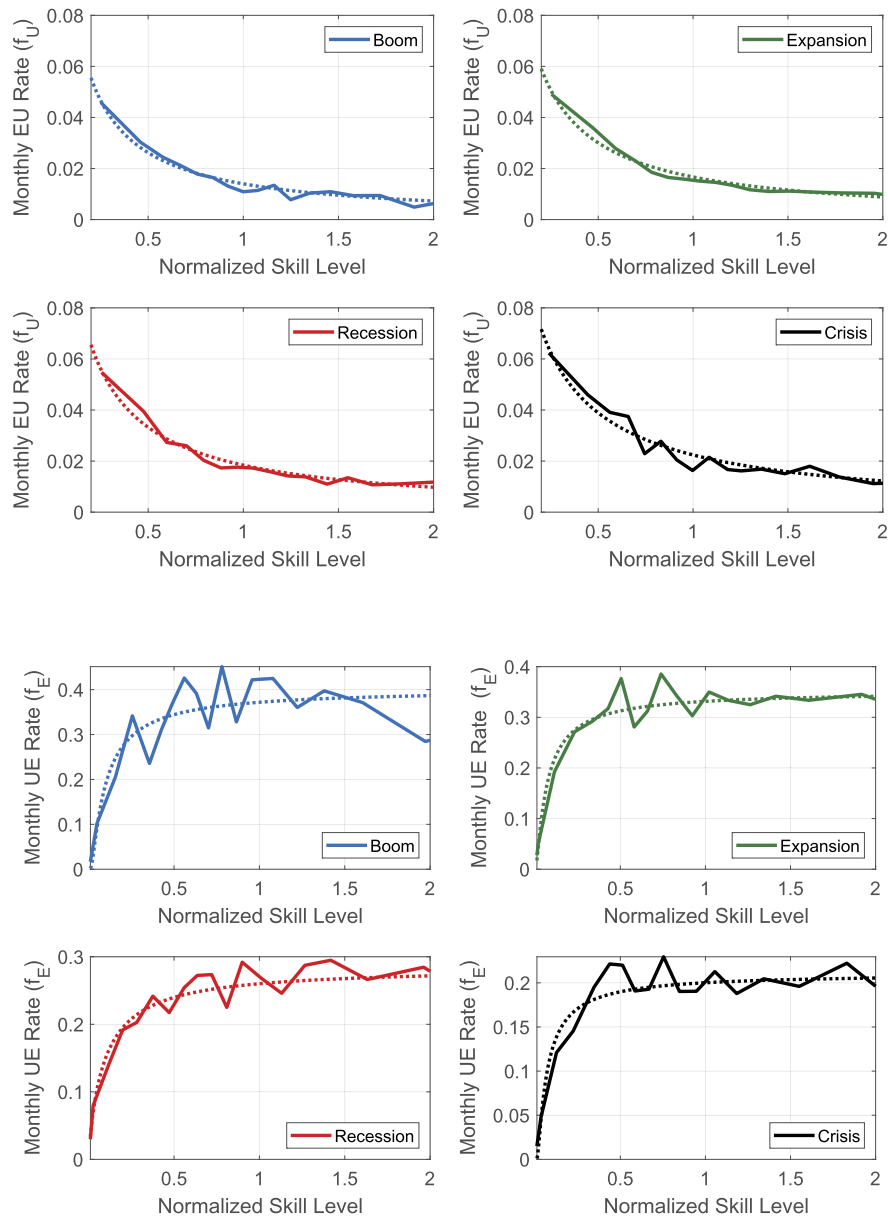 Monthly EU Rate (f_U)
0.08
0.06
0.04
0.02
0
Boom
0.5
1
1.5
2
Normalized Skill Level
Monthly EU Rate (f_U)
0.08
0.06
0.04
0.02
0
Expansion
0.5
1
1.5
2
Normalized Skill Level
Monthly EU Rate (f_U)
0.08
0.06
0.04
0.02
0
Recession
0.5
1
1.5
2
Normalized Skill Level
Monthly EU Rate (f_U)
0.08
0.06
0.04
0.02
0
Crisis
0.5
1
1.5
2
Normalized Skill Level
Monthly UE Rate (f_E)
0.4
0.3
0.2
0.1
0
Boom
0.5
1
1.5
2
Normalized Skill Level
Monthly UE Rate (f_E)
0.4
0.3
0.2
0.1
0
Expansion
0.5
1
1.5
2
Normalized Skill Level
Monthly UE Rate (f_E)
0.3
0.2
0.1
0
Recession
0.5
1
1.5
2
Normalized Skill Level
Monthly UE Rate (f_E)
0.2
0.15
0.1
0.05
0
Crisis
0.5
1
1.5
2
Normalized Skill Level